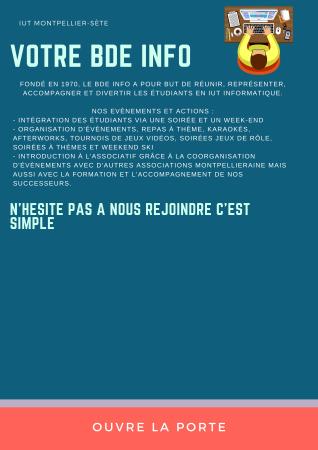 IUT MONTPELLIER-SÈTE
VOTRE BDE INFO
FONDÉ EN 1970, LE BDE INFO A POUR BUT DE RÉUNIR, REPRÉSENTER,
ACCOMPAGNER ET DIVERTIR LES ÉTUDIANTS EN IUT INFORMATIQUE.
NOS EVÈNEMENTS ET ACTIONS :
- INTÉGRATION DES ÉTUDIANTS VIA UNE SOIRÉE ET UN WEEK-END
- ORGANISATION D'ÉVÈNEMENTS, REPAS À THÈME, KARAOKÉS,
AFTERWORKS, TOURNOIS DE JEUX VIDÉOS, SOIRÉES JEUX DE RÔLE,
SOIRÉES À THÈMES ET WEEKEND SKI
- INTRODUCTION À L'ASSOCIATIF GRÂCE À LA COORGANISATION
D'ÉVÈNEMENTS AVEC D'AUTRES ASSOCIATIONS MONTPELLIERAINE MAIS
AUSSI AVEC LA FORMATION ET L'ACCOMPAGNEMENT DE NOS
SUCCESSEURS.
N'HESITE PAS A NOUS REJOINDRE C'EST
SIMPLE
OUVRE LA PORTE